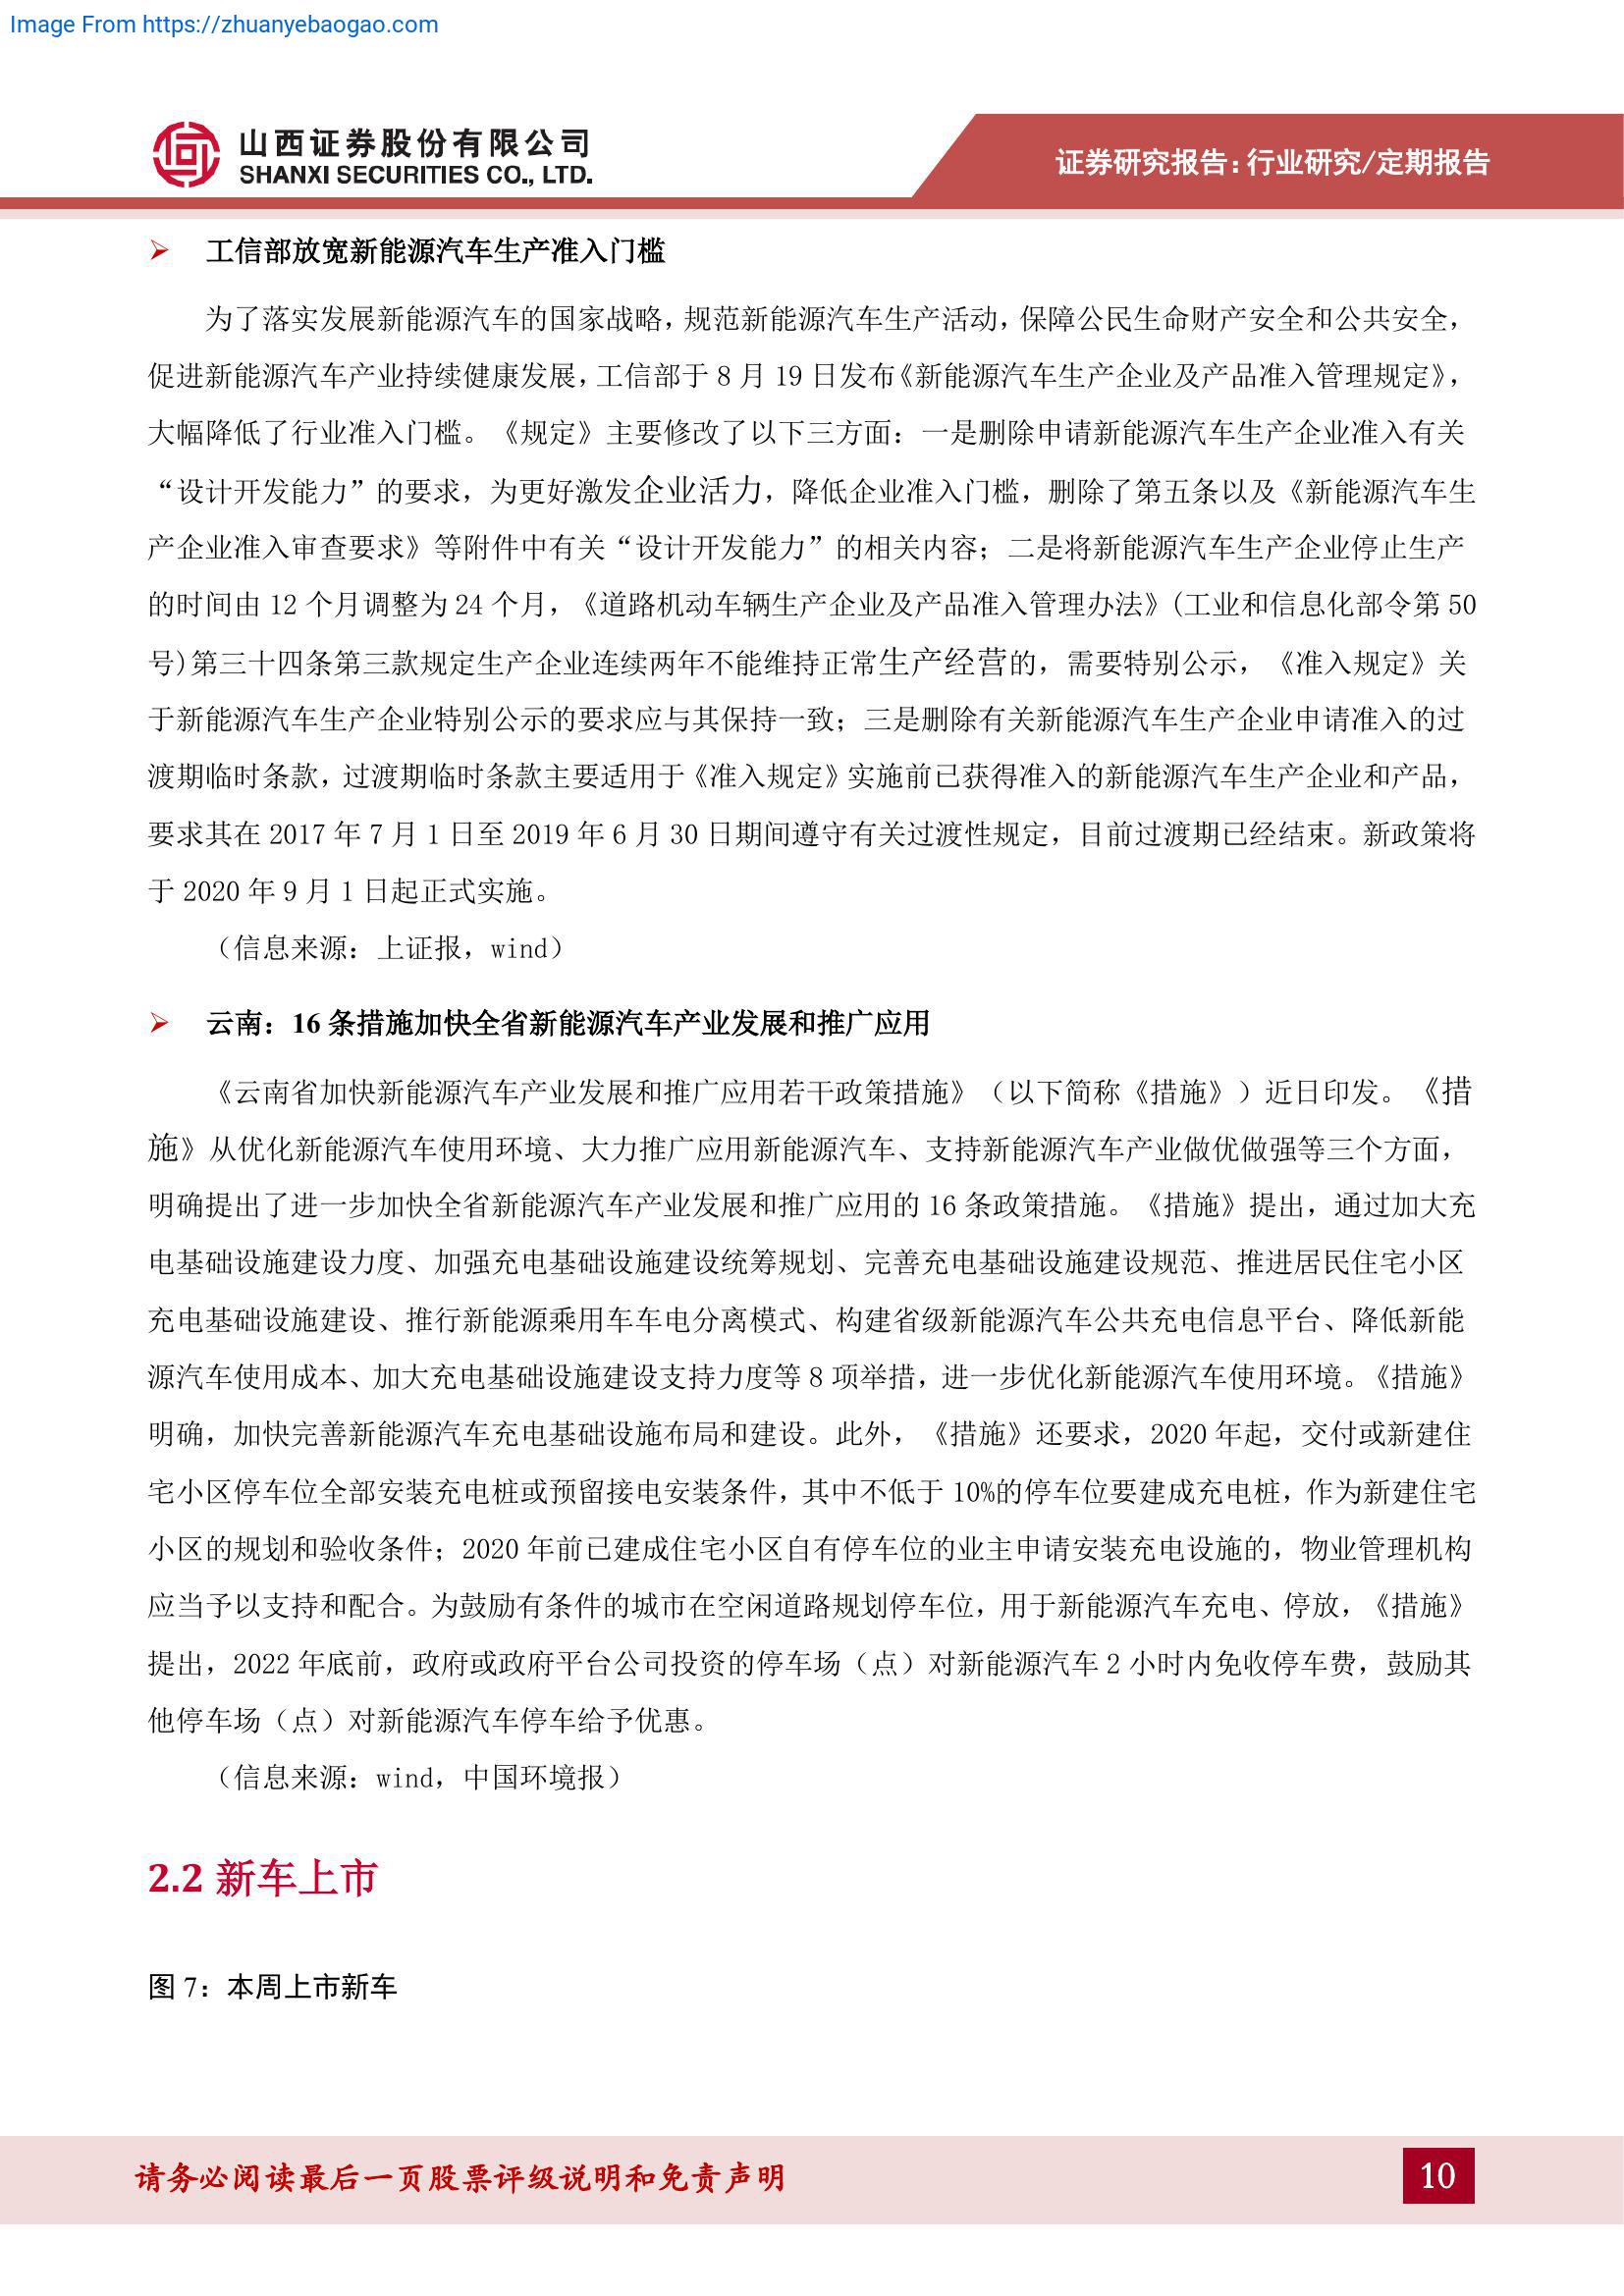 Image From https://zhuanyebaogao.com
山西证券股份有限公司
SHANXI SECURITIES CO., LTD.
证券研究报告:行业研究/定期报告
工信部放宽新能源汽车生产准入门槛
为了落实发展新能源汽车的国家战略，规范新能源汽车生产活动，保障公民生命财产安全和公共安全，
促进新能源汽车产业持续健康发展，工信部于 8 月 19 日发布《新能源汽车生产企业及产品准入管理规定》，
大幅降低了行业准入门槛。《规定》主要修改了以下三方面：一是删除申请新能源汽车生产企业准入有关
“设计开发能力”的要求，为更好激发企业活力，降低企业准入门槛，删除了第五条以及《新能源汽车生
产企业准入审查要求》等附件中有关“设计开发能力”的相关内容；二是将新能源汽车生产企业停止生产
的时间由 12 个月调整为 24 个月，《道路机动车辆生产企业及产品准入管理办法》(工业和信息化部令第 50
号)第三十四条第三款规定生产企业连续两年不能维持正常生产经营的，需要特别公示，《准入规定》关
于新能源汽车生产企业特别公示的要求应与其保持一致；三是删除有关新能源汽车生产企业申请准入的过
渡期临时条款，过渡期临时条款主要适用于《准入规定》实施前已获得准入的新能源汽车生产企业和产品，
要求其在 2017 年 7 月 1 日至 2019 年 6 月 30 日期间遵守有关过渡性规定，目前过渡期已经结束。新政策将
于 2020 年 9 月 1 日起正式实施。
（信息来源：上证报，wind）
云南：16 条措施加快全省新能源汽车产业发展和推广应用
《云南省加快新能源汽车产业发展和推广应用若干政策措施》（以下简称《措施》）近日印发。《措
施》从优化新能源汽车使用环境、大力推广应用新能源汽车、支持新能源汽车产业做优做强等三个方面，
明确提出了进一步加快全省新能源汽车产业发展和推广应用的 16 条政策措施。《措施》提出，通过加大充
电基础设施建设力度、加强充电基础设施建设统筹规划、完善充电基础设施建设规范、推进居民住宅小区
充电基础设施建设、推行新能源乘用车车电分离模式、构建省级新能源汽车公共充电信息平台、降低新能
源汽车使用成本、加大充电基础设施建设支持力度等 8 项举措，进一步优化新能源汽车使用环境。《措施》
明确，加快完善新能源汽车充电基础设施布局和建设。此外，《措施》还要求，2020 年起，交付或新建住
宅小区停车位全部安装充电桩或预留接电安装条件，其中不低于 10%的停车位要建成充电桩，作为新建住宅
小区的规划和验收条件；2020 年前已建成住宅小区自有停车位的业主申请安装充电设施的，物业管理机构
应当予以支持和配合。为鼓励有条件的城市在空闲道路规划停车位，用于新能源汽车充电、停放，《措施》
提出，2022 年底前，政府或政府平台公司投资的停车场（点）对新能源汽车 2 小时内免收停车费，鼓励其
他停车场（点）对新能源汽车停车给予优惠。
（信息来源：wind，中国环境报）
2.2 新车上市
图 7：本周上市新车
请务必阅读最后一页股票评级说明和免责声明
10